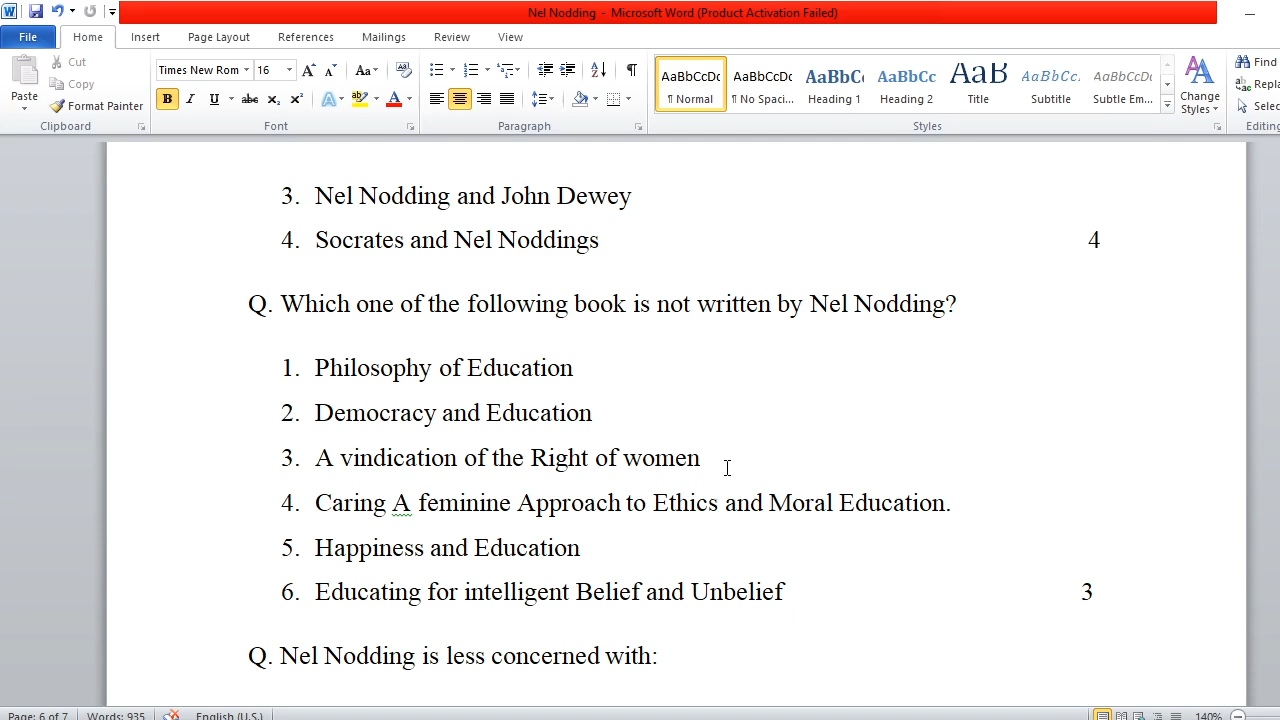 Nel Nodding - Microsoft Word (Product Activation Failed)
File Home Insert Page Layout References Mailings Review View
Paste Cut Copy Format Painter
Clipboard
Times New Rom 16
Font
Paragraph
AaBbCcDc ¶ Normal
AaBbCcDc ¶ No Spaci...
AaBbCc Heading 1
AaBbCc Heading 2
AaB Title
AaBbCc. Subtitle
AaBbCcDc Subtle Em...
Change Styles
Styles
Find
Repla
Selec
Editing
3. Nel Nodding and John Dewey
4. Socrates and Nel Noddings 4
Q. Which one of the following book is not written by Nel Nodding?
1. Philosophy of Education
2. Democracy and Education
3. A vindication of the Right of women
4. Caring A feminine Approach to Ethics and Moral Education.
5. Happiness and Education
6. Educating for intelligent Belief and Unbelief 3
Q. Nel Nodding is less concerned with:
Page: 6 of 7 Words: 935 English (U.S.) 140%